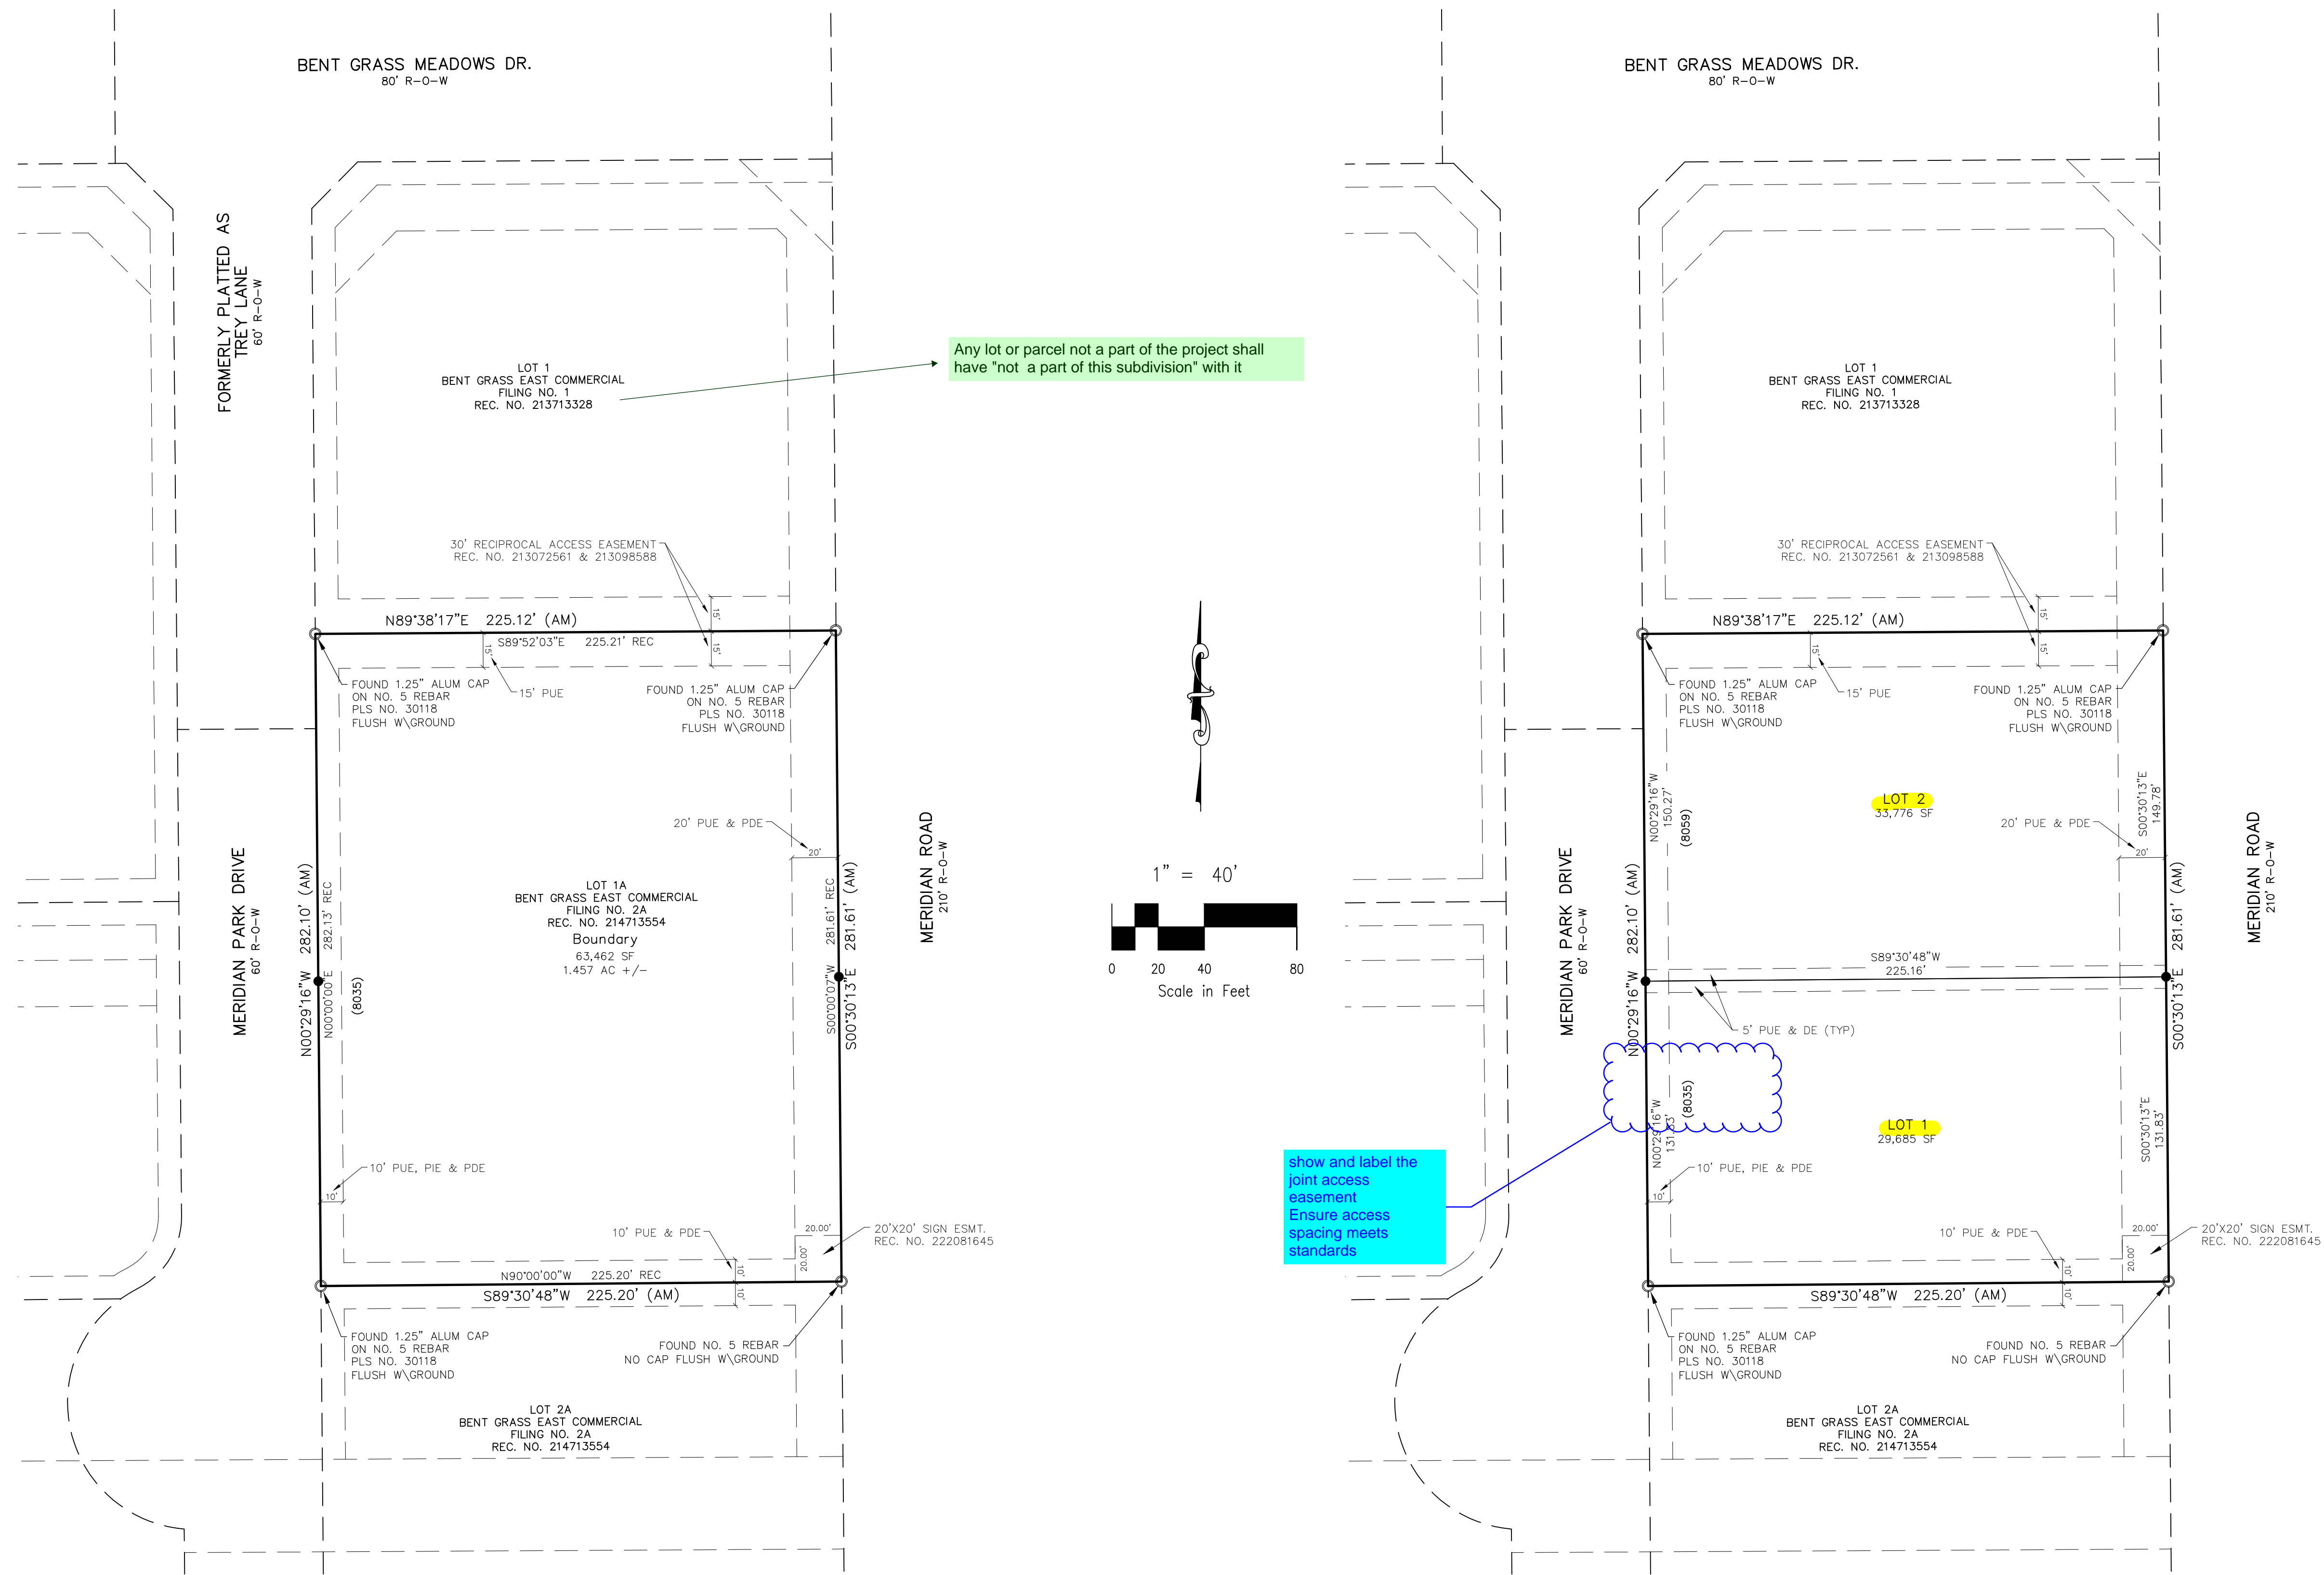 BENT GRASS MEADOWS DR.
80' R-O-W
FORMERLY PLATTED AS
TREY LANE
60' R-O-W
LOT 1
BENT GRASS EAST COMMERCIAL
FILING NO. 1
REC. NO. 213713328
Any lot or parcel not a part of the project shall
have "not a part of this subdivision" with it
30' RECIPROCAL ACCESS EASEMENT
REC. NO. 213072561 & 213098588
15'
N89°38'17"E 225.12' (AM)
S89°52'03"E 225.21' REC
15'
15'
FOUND 1.25" ALUM CAP
ON NO. 5 REBAR
PLS NO. 30118
FLUSH W\GROUND
15' PUE
FOUND 1.25" ALUM CAP
ON NO. 5 REBAR
PLS NO. 30118
FLUSH W\GROUND
20' PUE & PDE
20'
MERIDIAN PARK DRIVE
60' R-O-W
N00°29'16"W 282.10' (AM)
N00°00'00"E 282.13' REC
(8035)
LOT 1A
BENT GRASS EAST COMMERCIAL
FILING NO. 2A
REC. NO. 214713554
Boundary
63,462 SF
1.457 AC +/-
S00°00'07"W 281.61' REC
S00°30'13"E 281.61' (AM)
MERIDIAN ROAD
210' R-O-W
10' PUE, PIE & PDE
10'
10' PUE & PDE
20.00'
20.00'
20'X20' SIGN ESMT.
REC. NO. 222081645
N90°00'00"W 225.20' REC
10'
10'
S89°30'48"W 225.20' (AM)
FOUND 1.25" ALUM CAP
ON NO. 5 REBAR
PLS NO. 30118
FLUSH W\GROUND
FOUND NO. 5 REBAR
NO CAP FLUSH W\GROUND
LOT 2A
BENT GRASS EAST COMMERCIAL
FILING NO. 2A
REC. NO. 214713554
1" = 40'
0 20 40 80
Scale in Feet
BENT GRASS MEADOWS DR.
80' R-O-W
LOT 1
BENT GRASS EAST COMMERCIAL
FILING NO. 1
REC. NO. 213713328
30' RECIPROCAL ACCESS EASEMENT
REC. NO. 213072561 & 213098588
15'
N89°38'17"E 225.12' (AM)
15'
15'
FOUND 1.25" ALUM CAP
ON NO. 5 REBAR
PLS NO. 30118
FLUSH W\GROUND
15' PUE
FOUND 1.25" ALUM CAP
ON NO. 5 REBAR
PLS NO. 30118
FLUSH W\GROUND
N00°29'16"W
150.27'
(8059)
LOT 2
33,776 SF
20' PUE & PDE
20'
S00°30'13"E
149.78'
MERIDIAN PARK DRIVE
60' R-O-W
N00°29'16"W 282.10' (AM)
S89°30'48"W
225.16'
5' PUE & DE (TYP)
S00°30'13"E 281.61' (AM)
MERIDIAN ROAD
210' R-O-W
show and label the
joint access
easement
Ensure access
spacing meets
standards
N00°29'16"W
131.83'
(8035)
LOT 1
29,685 SF
S00°30'13"E
131.83'
10' PUE, PIE & PDE
10'
10' PUE & PDE
20.00'
20.00'
20'X20' SIGN ESMT.
REC. NO. 222081645
10'
10'
S89°30'48"W 225.20' (AM)
FOUND 1.25" ALUM CAP
ON NO. 5 REBAR
PLS NO. 30118
FLUSH W\GROUND
FOUND NO. 5 REBAR
NO CAP FLUSH W\GROUND
LOT 2A
BENT GRASS EAST COMMERCIAL
FILING NO. 2A
REC. NO. 214713554